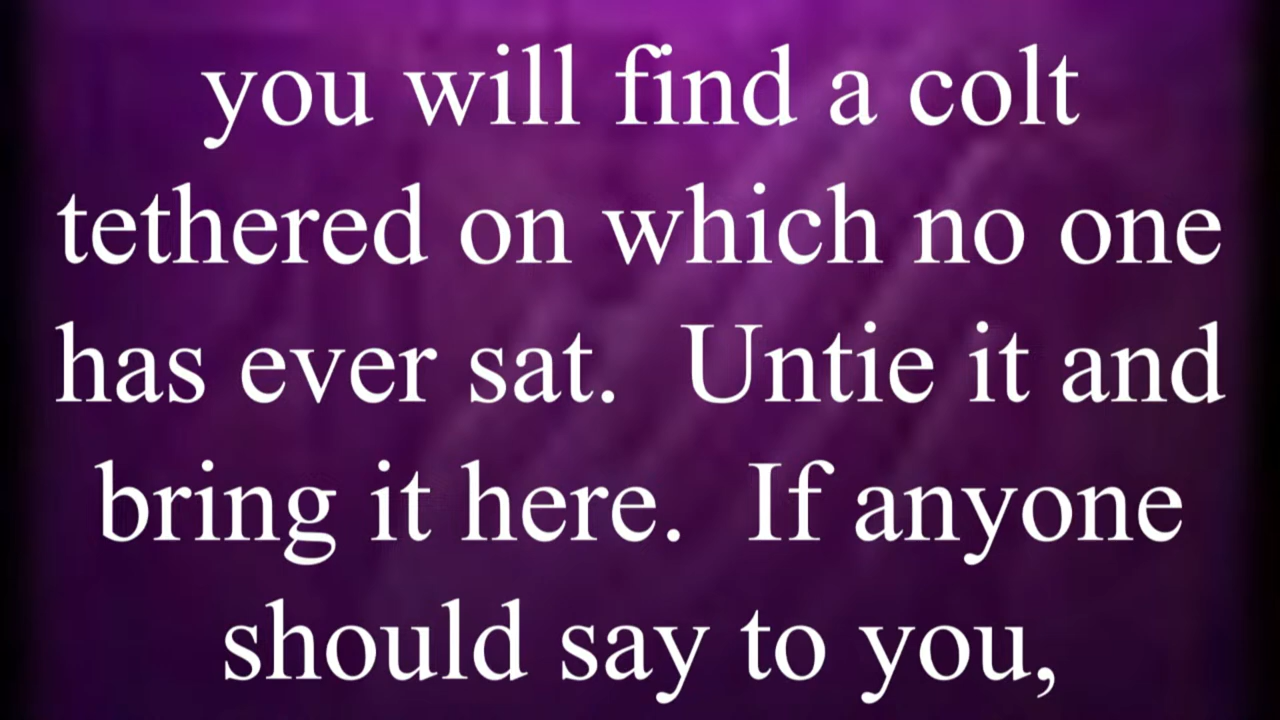 you will find a colt
tethered on which no one
has ever sat.  Untie it and
bring it here.  If anyone
should say to you,